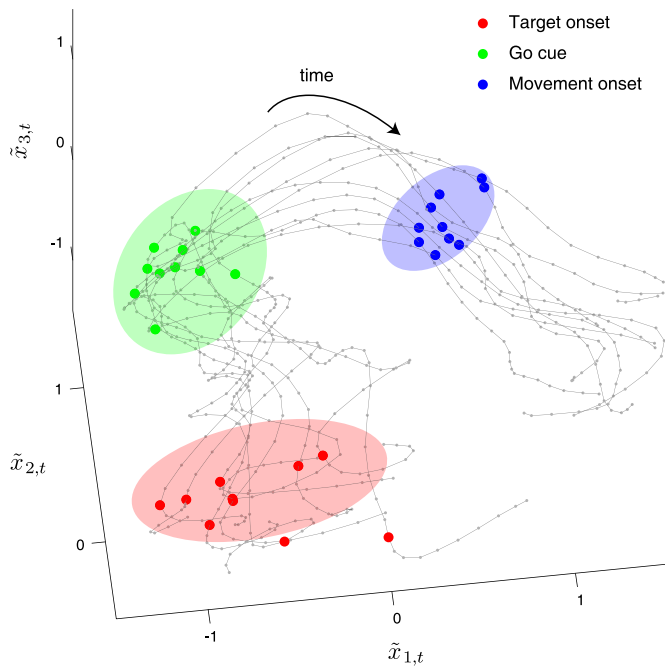 Target onset
Go cue
Movement onset
time
1
0
-1
x̃3,t
1
0
x̃2,t
-1
0
1
x̃1,t